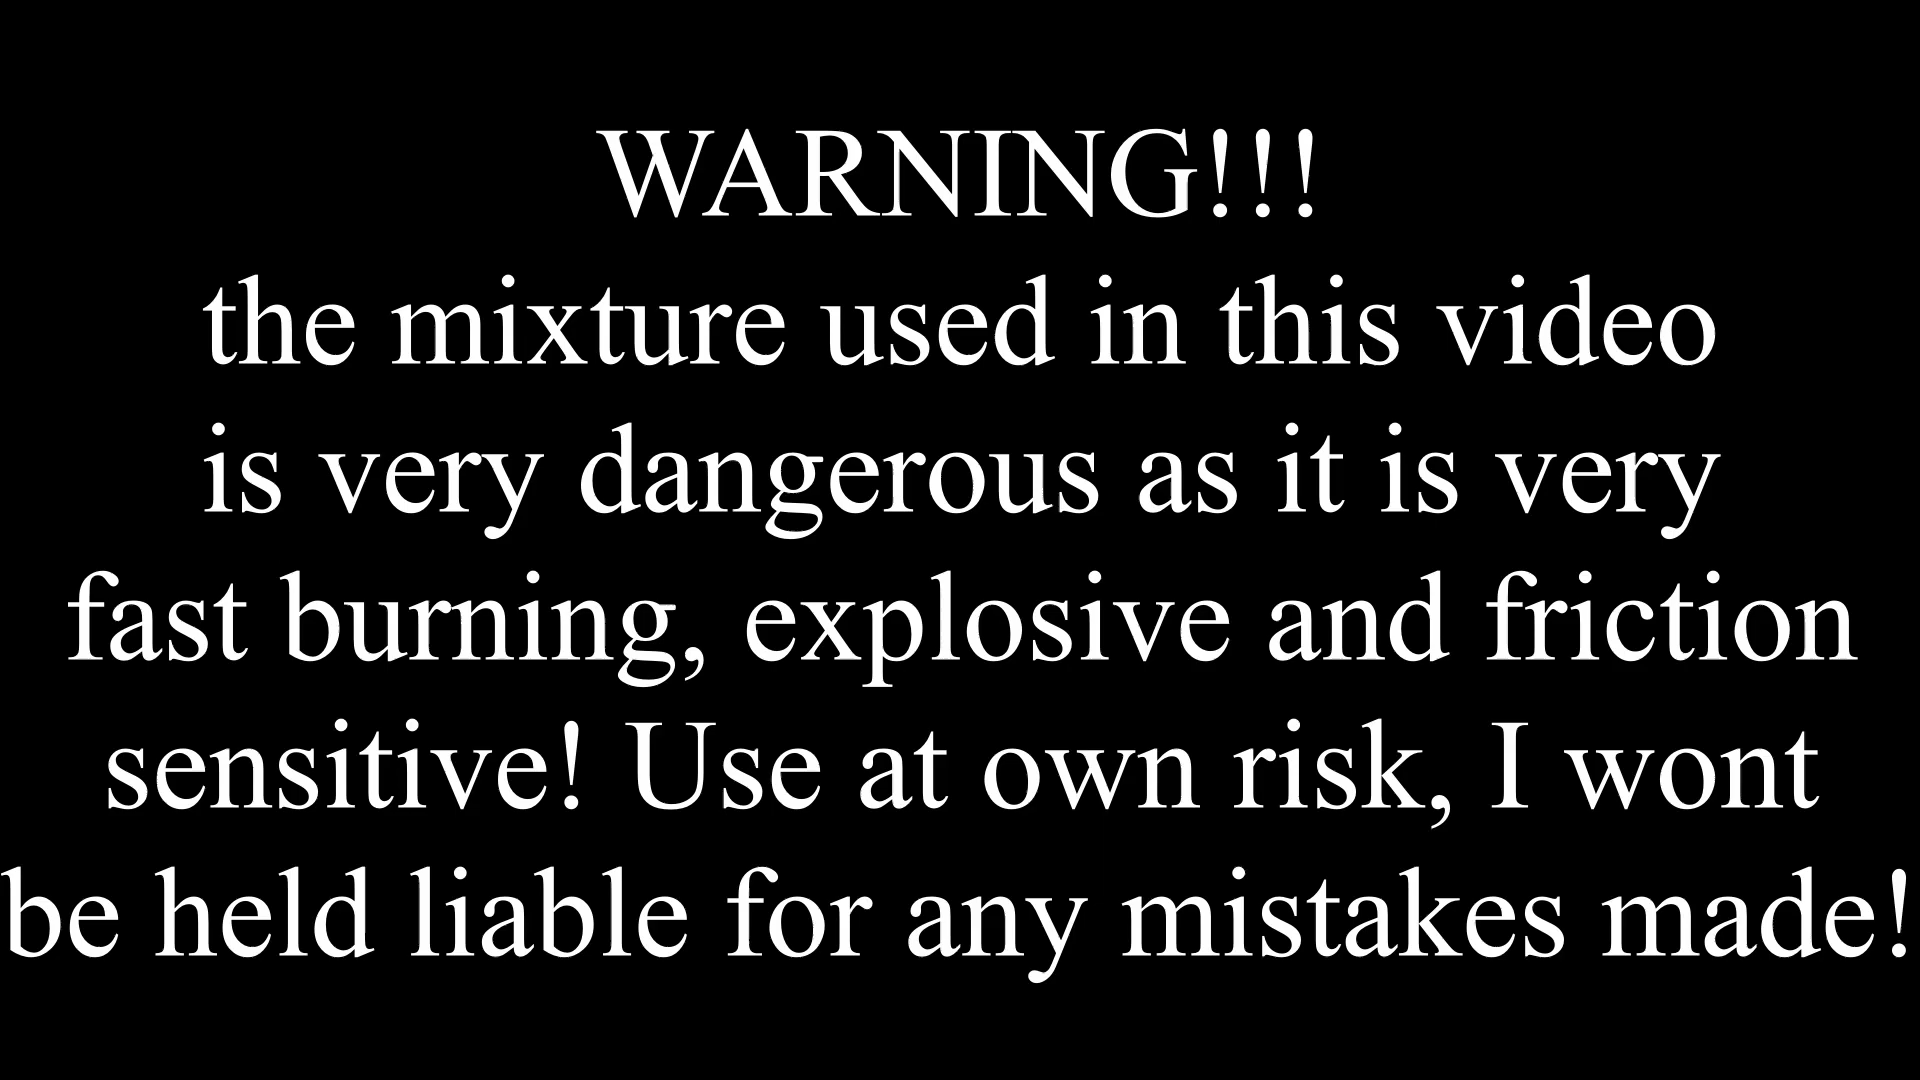 WARNING!!!
the mixture used in this video
is very dangerous as it is very
fast burning, explosive and friction
sensitive! Use at own risk, I wont
be held liable for any mistakes made!